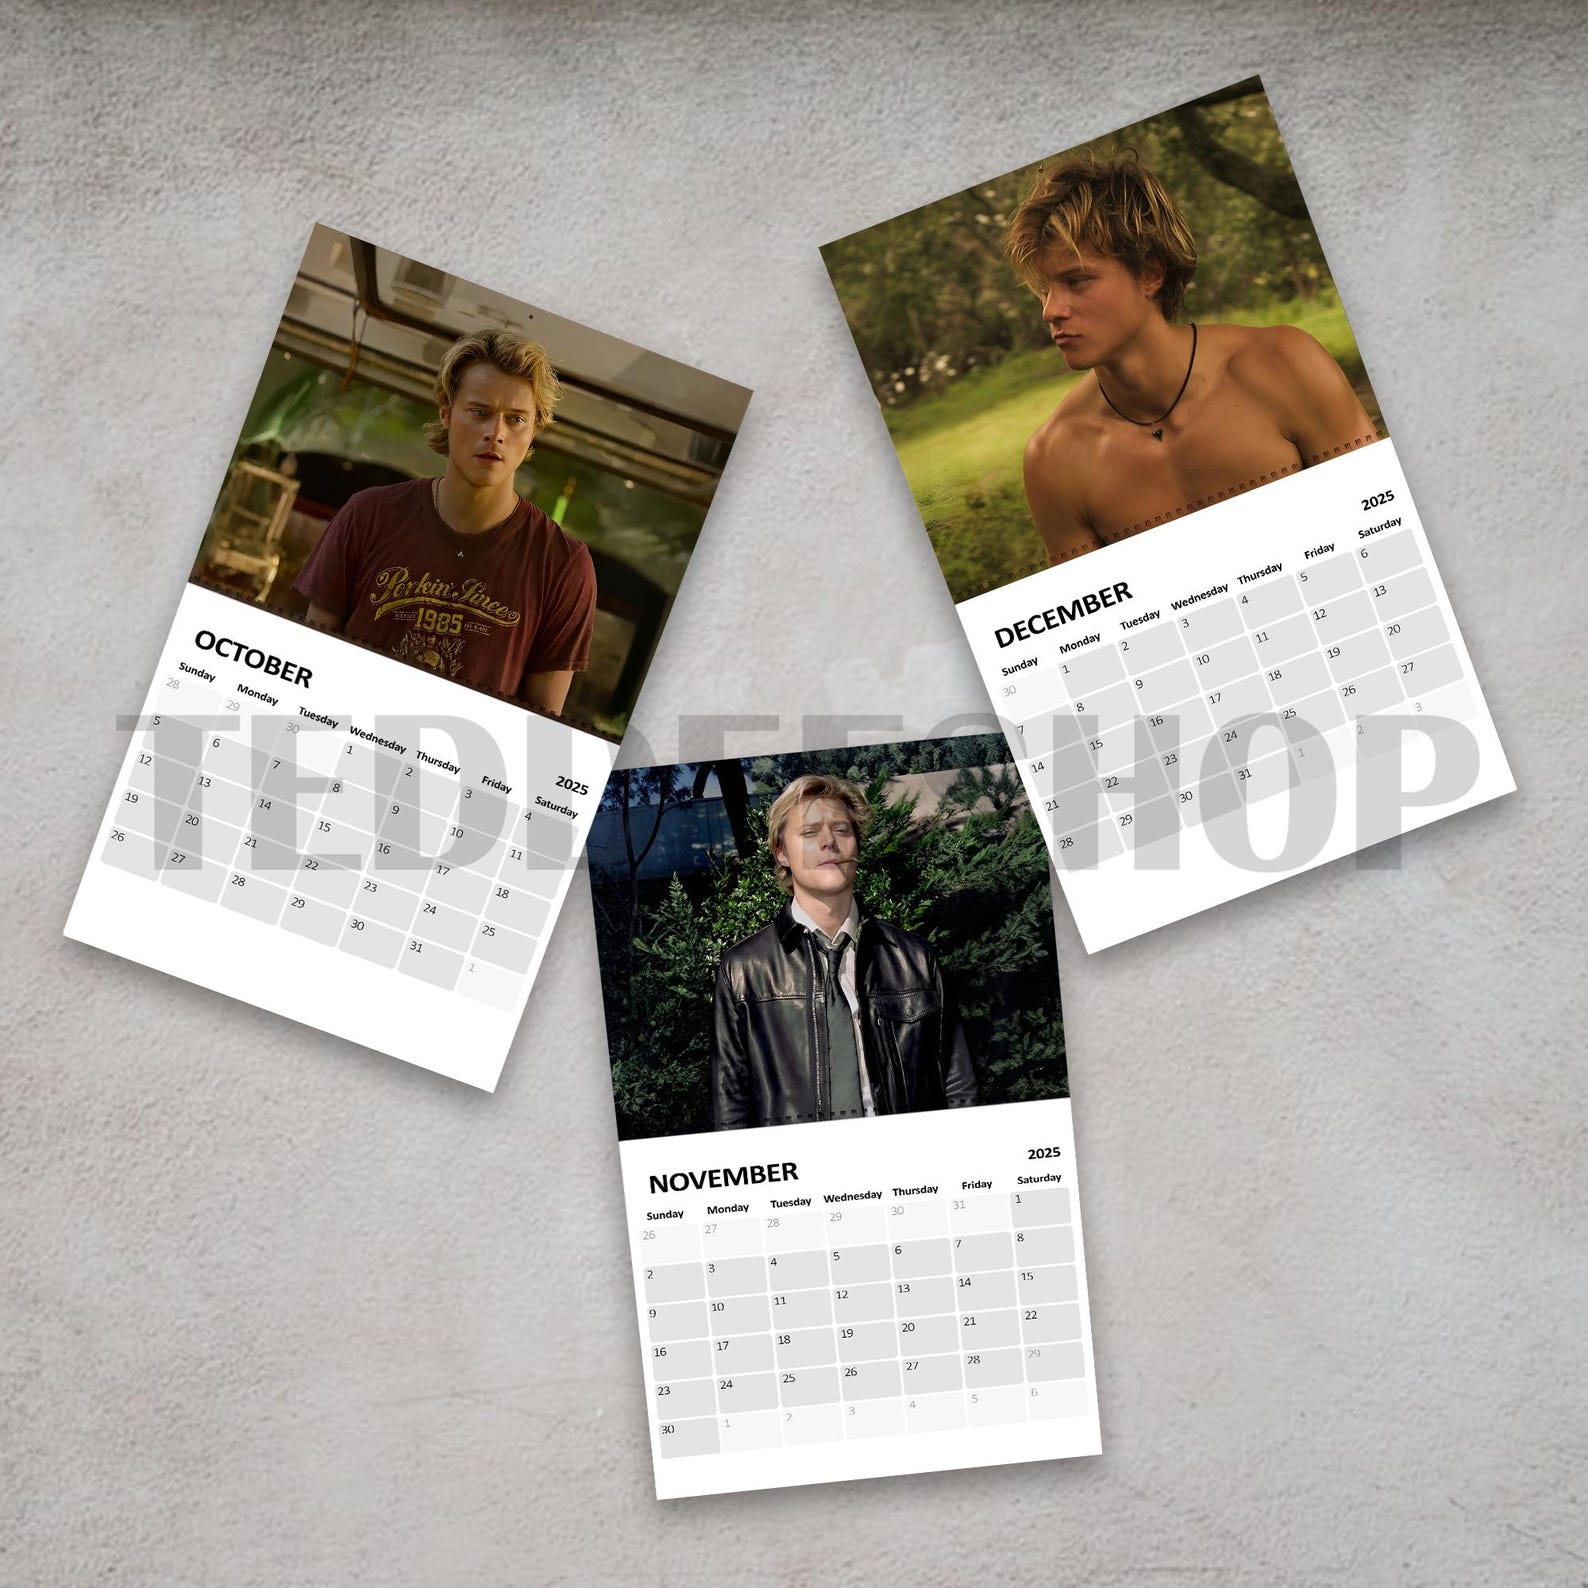 Porkin' Since
1985
OCTOBER
2025
Sunday Monday Tuesday Wednesday Thursday Friday Saturday
28 29 30 1 2 3 4
5 6 7 8 9 10 11
12 13 14 15 16 17 18
19 20 21 22 23 24 25
26 27 28 29 30 31 1
DECEMBER
2025
Sunday Monday Tuesday Wednesday Thursday Friday Saturday
30 1 2 3 4 5 6
7 8 9 10 11 12 13
14 15 16 17 18 19 20
21 22 23 24 25 26 27
28 29 30 31 1 2 3
TEDDEESHOP
NOVEMBER
2025
Sunday Monday Tuesday Wednesday Thursday Friday Saturday
26 27 28 29 30 31 1
2 3 4 5 6 7 8
9 10 11 12 13 14 15
16 17 18 19 20 21 22
23 24 25 26 27 28 29
30 1 2 3 4 5 6